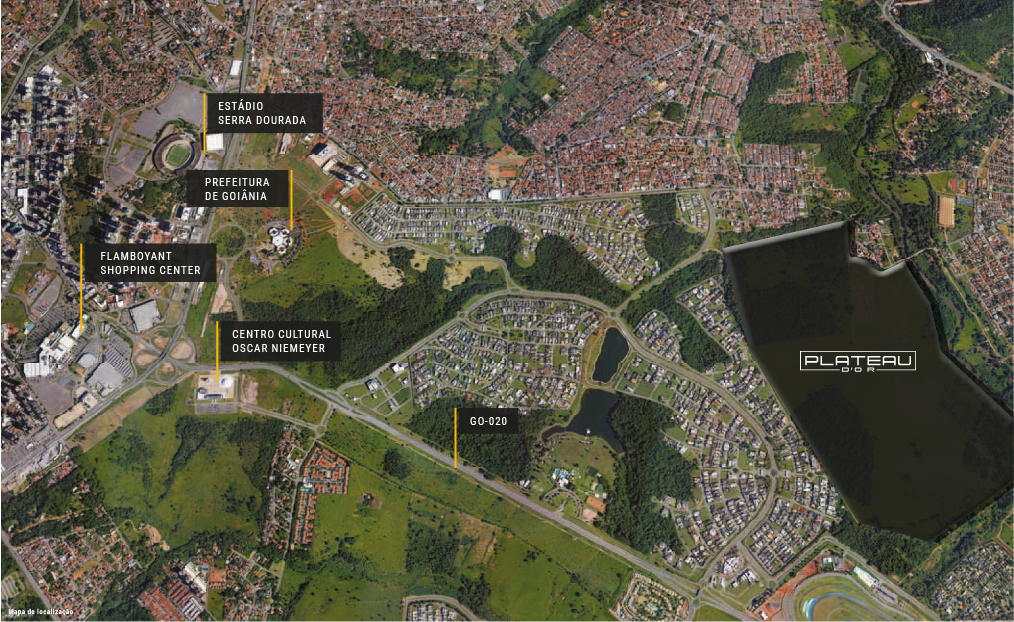 ESTÁDIO
SERRA DOURADA
PREFEITURA
DE GOIÂNIA
FLAMBOYANT
SHOPPING CENTER
CENTRO CULTURAL
OSCAR NIEMEYER
PLATEAU
D'OR
GO-020
Mapa de localização